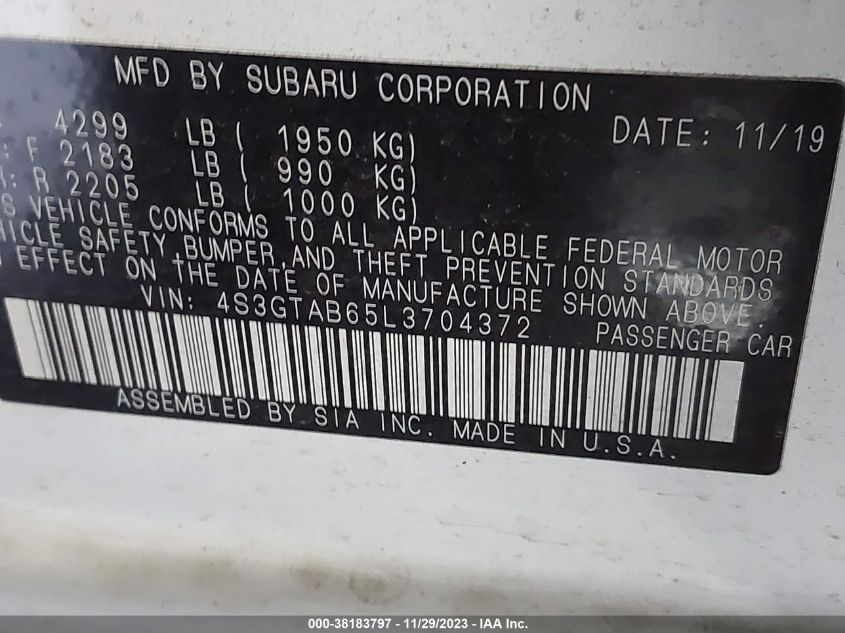 MFD BY SUBARU CORPORATION
4299 LB ( 1950 KG) DATE: 11/19
: F 2183 LB ( 990 KG)
: R 2205 LB ( 1000 KG)
S VEHICLE CONFORMS TO ALL APPLICABLE FEDERAL MOTOR
HICLE SAFETY,BUMPER,AND THEFT PREVENTION STANDARDS
EFFECT ON THE DATE OF MANUFACTURE SHOWN ABOVE.
VIN: 4S3GTAB65L3704372 PASSENGER CAR
ASSEMBLED BY SIA INC. MADE IN U.S.A.
000-38183797 - 11/29/2023 - IAA, Inc.